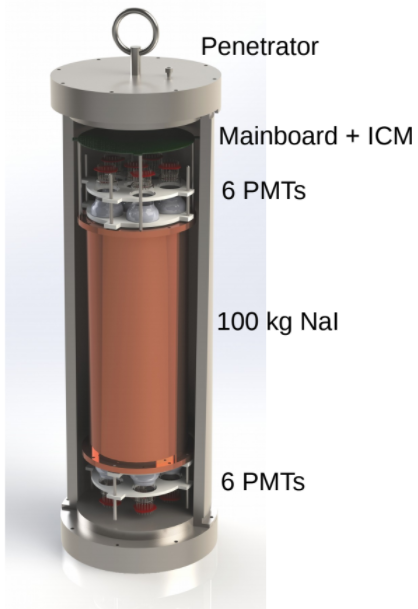 Penetrator
Mainboard + ICM
6 PMTs
100 kg NaI
6 PMTs